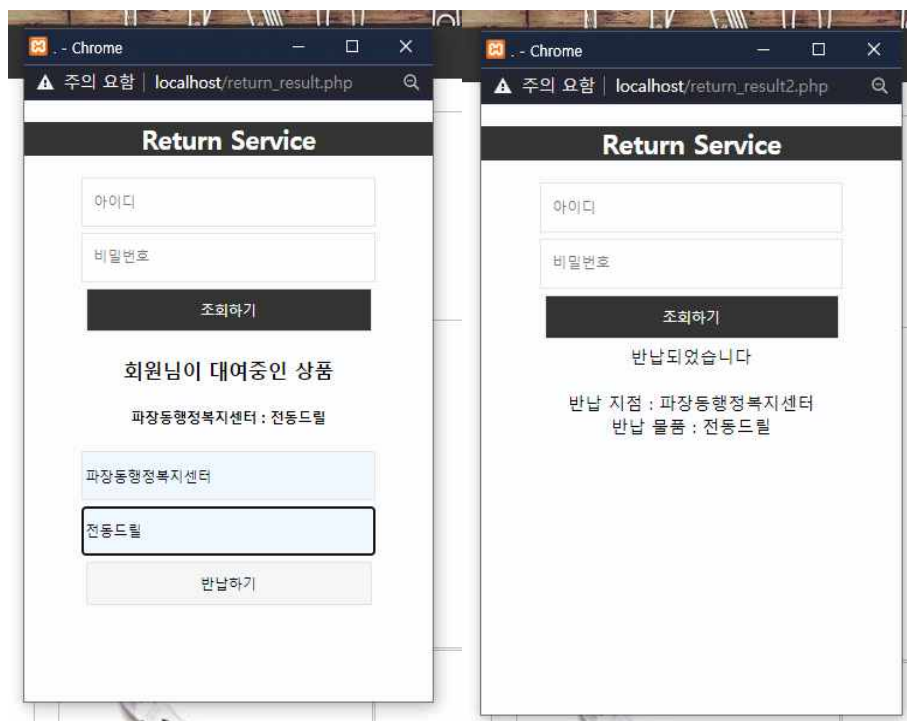 . - Chrome
주의 요함 | localhost/return_result.php
Return Service
아이디
비밀번호
조회하기
회원님이 대여중인 상품
파장동행정복지센터 : 전동드릴
파장동행정복지센터
전동드릴
반납하기
. - Chrome
주의 요함 | localhost/return_result2.php
Return Service
아이디
비밀번호
조회하기
반납되었습니다
반납 지점 : 파장동행정복지센터
반납 물품 : 전동드릴